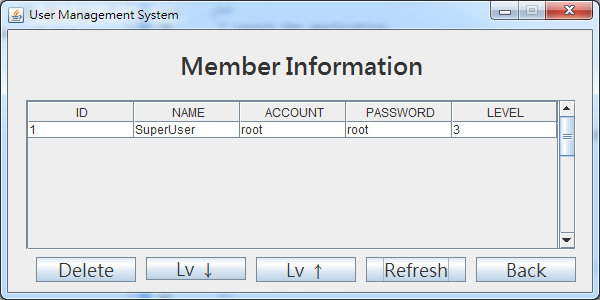 User Management System
Member Information
ID NAME ACCOUNT PASSWORD LEVEL
1 SuperUser root root 3
Delete Lv ↓ Lv ↑ Refresh Back